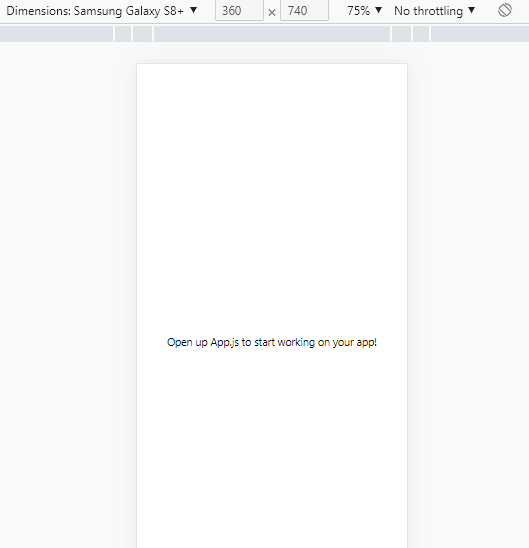 Dimensions: Samsung Galaxy S8+ ▼ 360 × 740 75% ▼ No throttling ▼
Open up App.js to start working on your app!